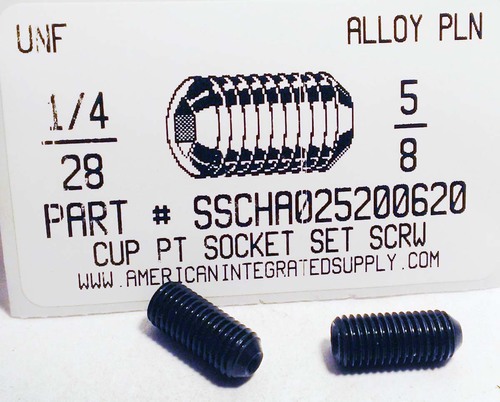 UNF
ALLOY PLN
1/4
28
5
8
PART # SSCHA025200620
CUP PT SOCKET SET SCRW
WWW.AMERICANINTEGRATEDSUPPLY.COM